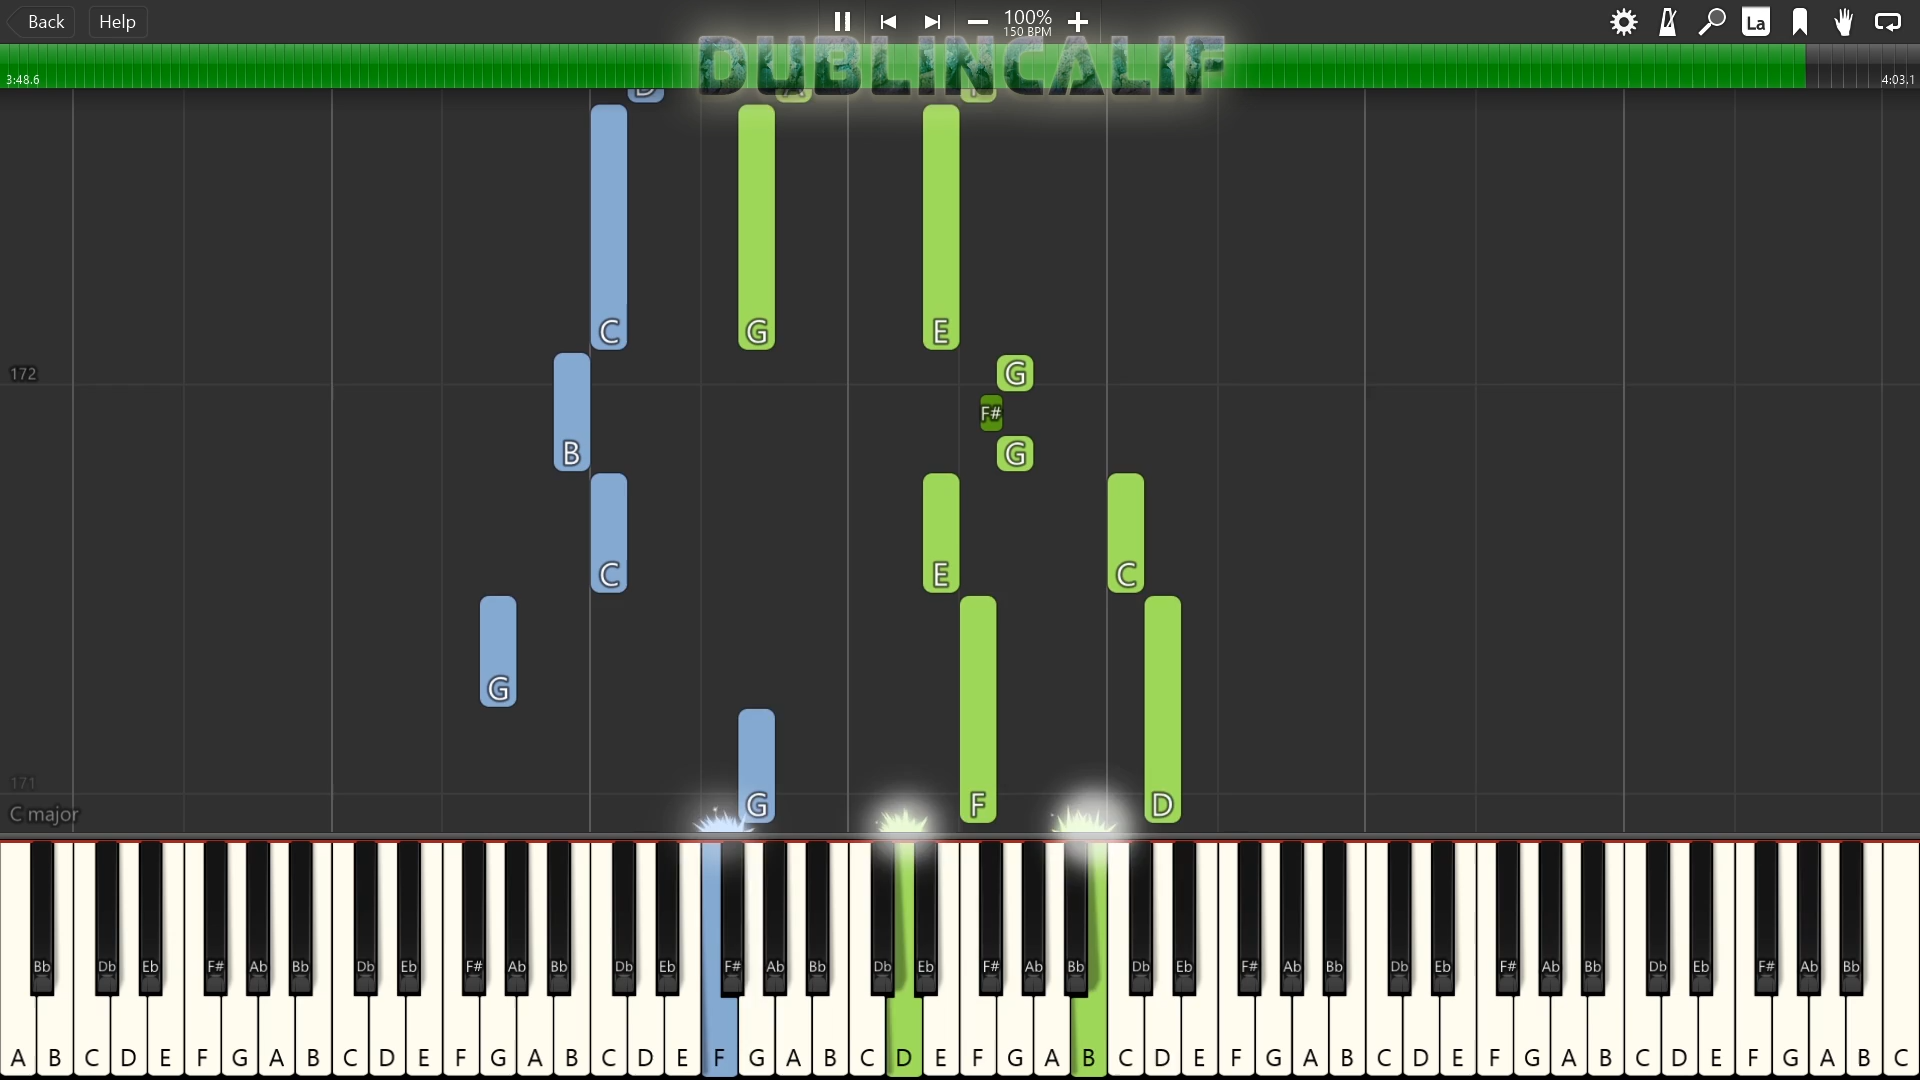 Back Help 100%
150 BPM La
DUBLINCALIF
3:48.6 4:03.1
D A F
C G E
172 G
F#
B G
C E C
G
171
G F D
C major
Bb Db Eb F# Ab Bb Db Eb F# Ab Bb Db Eb F# Ab Bb Db Eb F# Ab Bb Db Eb F# Ab Bb Db Eb F# Ab Bb Db Eb F# Ab Bb
A B C D E F G A B C D E F G A B C D E F G A B C D E F G A B C D E F G A B C D E F G A B C D E F G A B C